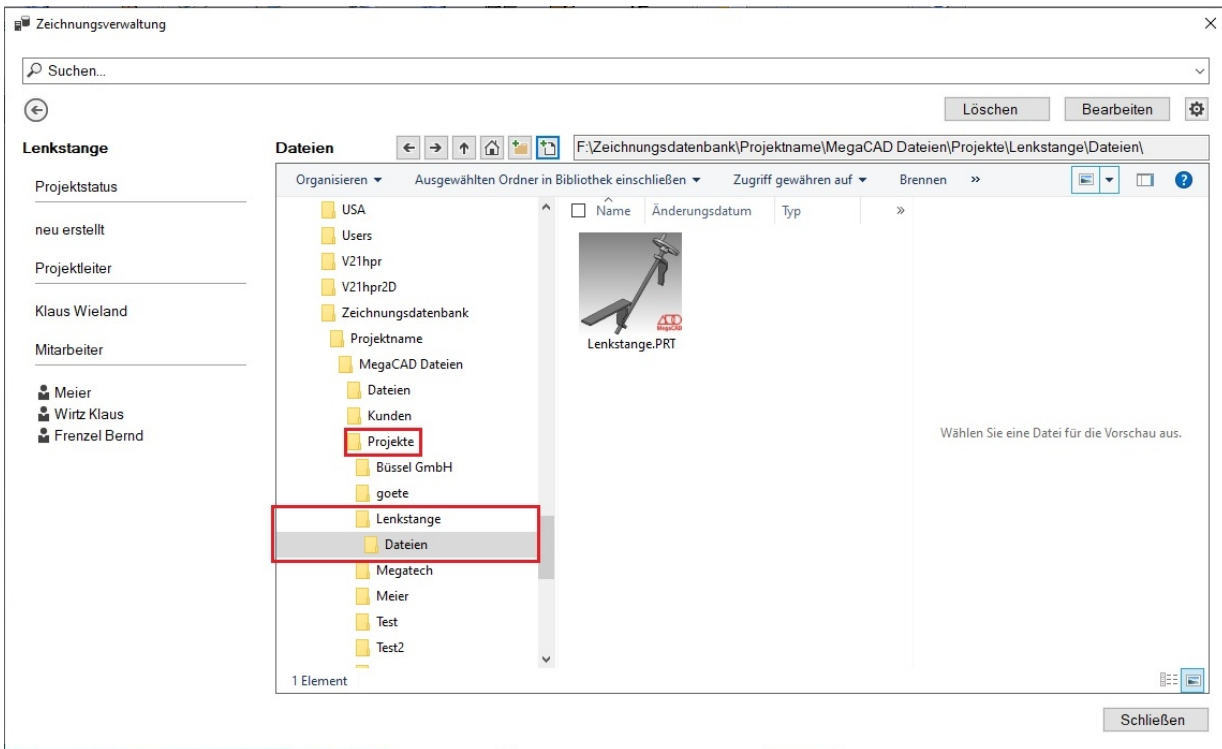 Zeichnungsverwaltung
Suchen...
Löschen Bearbeiten
Lenkstange
Projektstatus
neu erstellt
Projektleiter
Klaus Wieland
Mitarbeiter
Meier
Wirtz Klaus
Frenzel Bernd
Dateien F:\Zeichnungsdatenbank\Projektname\MegaCAD Dateien\Projekte\Lenkstange\Dateien\
Organisieren Ausgewählten Ordner in Bibliothek einschließen Zugriff gewähren auf Brennen »
USA
Users
V21hpr
V21hpr2D
Zeichnungsdatenbank
Projektname
MegaCAD Dateien
Dateien
Kunden
Projekte
Büssel GmbH
goete
Lenkstange
Dateien
Megatech
Meier
Test
Test2
Name Änderungsdatum Typ »
MegaCAD
Lenkstange.PRT
Wählen Sie eine Datei für die Vorschau aus.
1 Element
Schließen